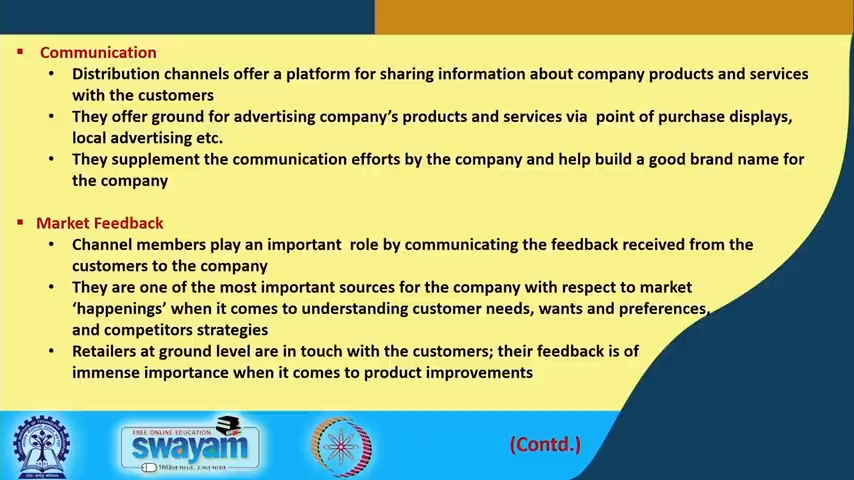 Communication
Distribution channels offer a platform for sharing information about company products and services
with the customers
They offer ground for advertising company's products and services via point of purchase displays,
local advertising etc.
They supplement the communication efforts by the company and help build a good brand name for
the company
Market Feedback
Channel members play an important role by communicating the feedback received from the
customers to the company
They are one of the most important sources for the company with respect to market
'happenings' when it comes to understanding customer needs, wants and preferences,
and competitors strategies
Retailers at ground level are in touch with the customers; their feedback is of
immense importance when it comes to product improvements
FREE ONLINE EDUCATION
swayam
(Contd.)